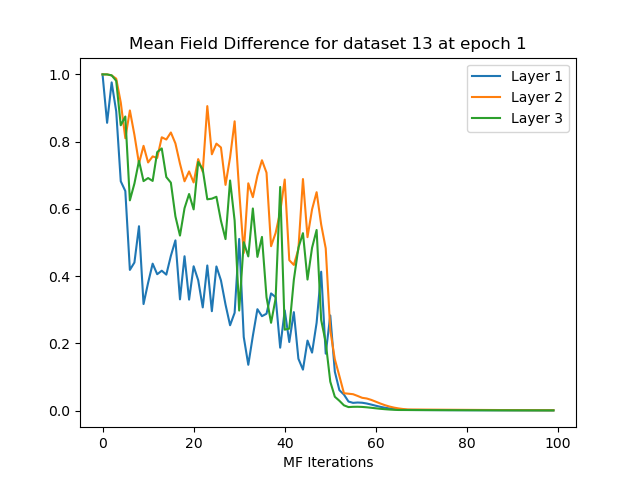 Mean Field Difference for dataset 13 at epoch 1
1.0
0.8
0.6
0.4
0.2
0.0
Layer 1
Layer 2
Layer 3
0 20 40 60 80 100
MF Iterations